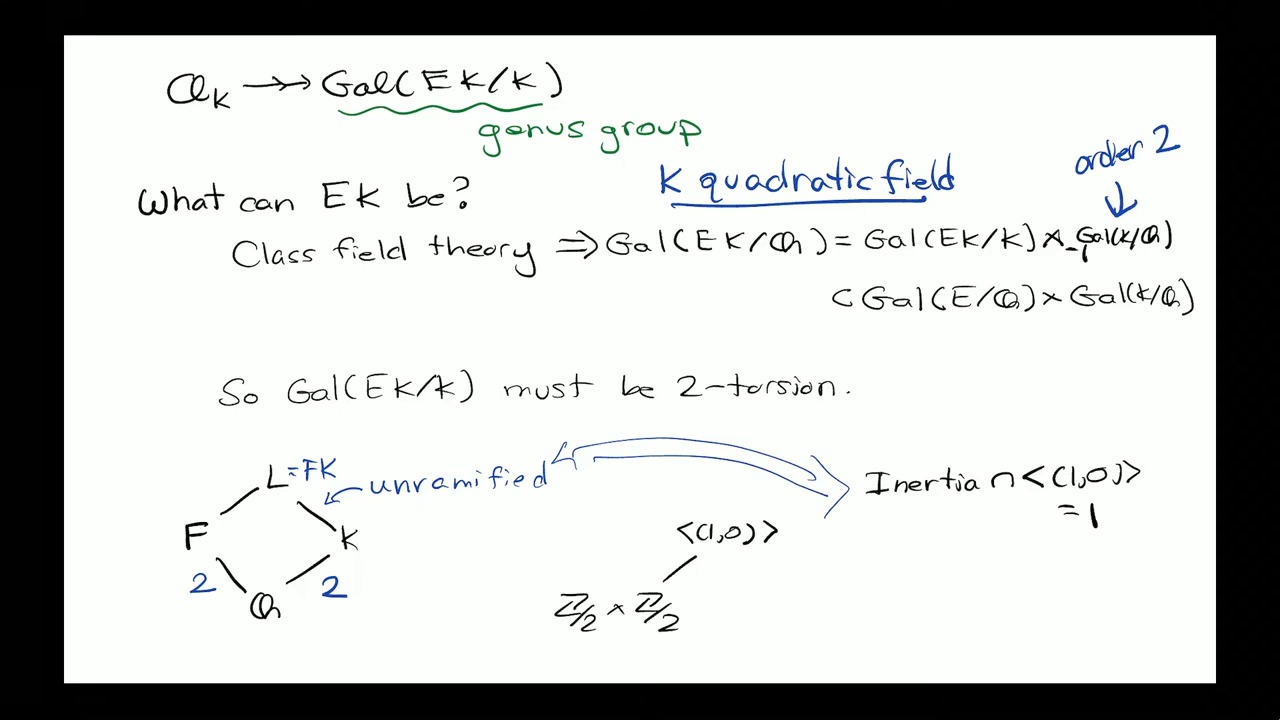 Cl_K ↠ Gal(EK/K)
genus group
K quadratic field
order 2
What can EK be?
Class field theory ⇒ Gal(EK/Q) = Gal(EK/K) ⋊_-1 Gal(K/Q)
⊂ Gal(E/Q) × Gal(K/Q)
So Gal(EK/K) must be 2-torsion.
L = FK
unramified
Inertia ∩ <(1,0)>
= 1
F
K
<(1,0)>
2
2
Q
Z/2 × Z/2